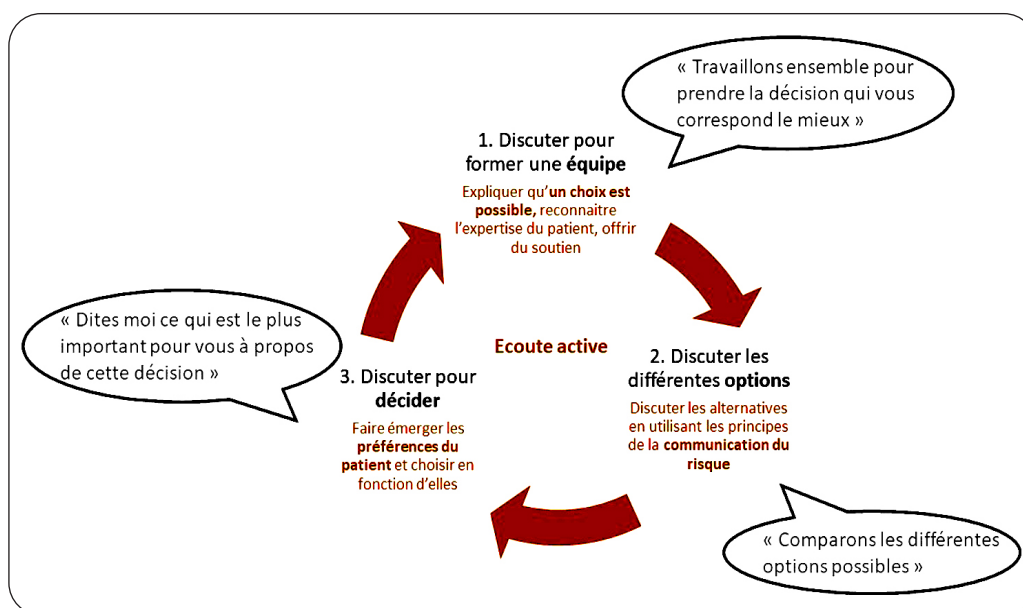 « Travaillons ensemble pour
prendre la décision qui vous
correspond le mieux »
1. Discuter pour
former une équipe
Expliquer qu'un choix est
possible, reconnaitre
l'expertise du patient, offrir
du soutien
« Dites moi ce qui est le plus
important pour vous à propos
de cette décision »
Ecoute active
2. Discuter les
différentes options
Discuter les alternatives
en utilisant les principes
de la communication du
risque
3. Discuter pour
décider
Faire émerger les
préférences du
patient et choisir en
fonction d'elles
« Comparons les différentes
options possibles »